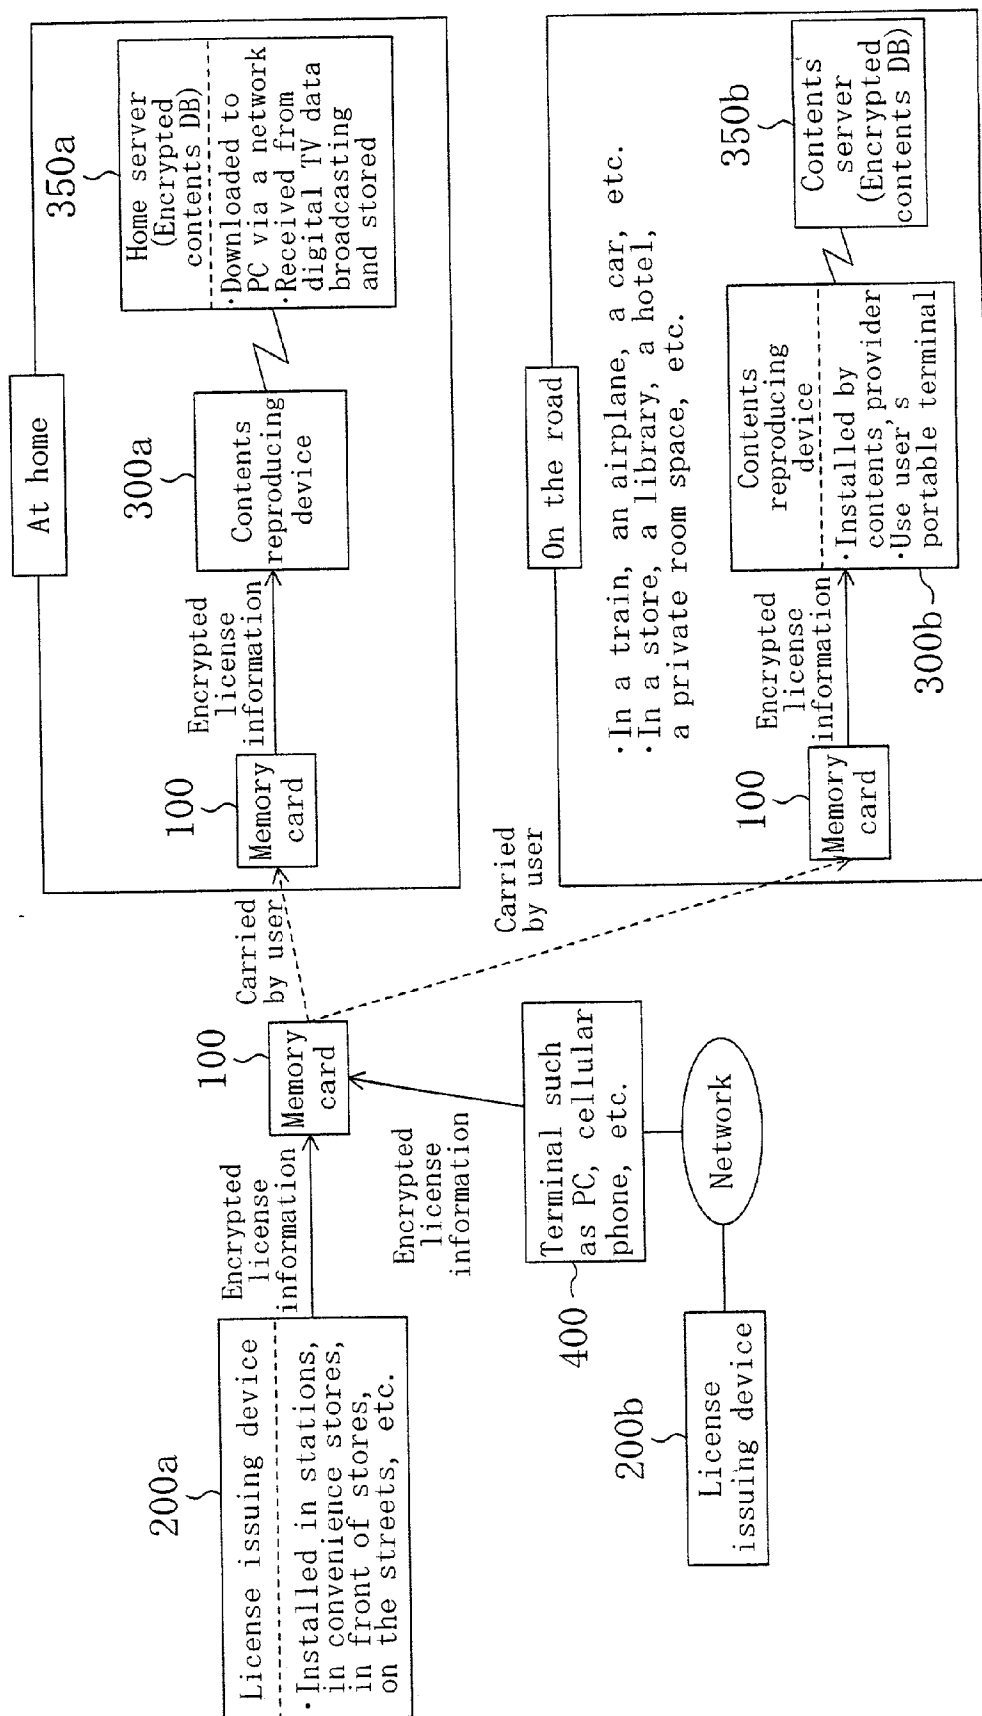 200a
License issuing device
·Installed in stations,
in convenience stores,
in front of stores,
on the streets, etc.
Encrypted
license
information
100
Memory
card
Encrypted
license
information
Terminal such
as PC, cellular
phone, etc.
400
Network
200b
License
issuing device
Carried
by user
Carried
by user
At home
100
Memory
card
Encrypted
license
information
300a
Contents
reproducing
device
350a
Home server
(Encrypted
contents DB)
·Downloaded to
PC via a network
·Received from
digital TV data
broadcasting
and stored
On the road
·In a train, an airplane, a car, etc.
·In a store, a library, a hotel,
a private room space, etc.
100
Memory
card
Encrypted
license
information
300b
Contents
reproducing
device
·Installed by
contents provider
·Use user's
portable terminal
350b
Contents
server
(Encrypted
contents DB)